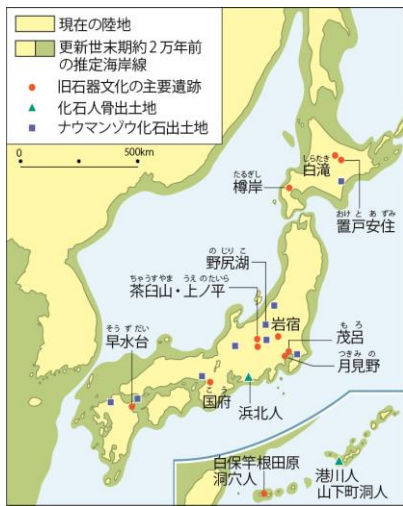 現在の陸地
更新世末期約2万年前
の推定海岸線
旧石器文化の主要遺跡
化石人骨出土地
ナウマンゾウ化石出土地
0 500km
しらたき
白滝
たるぎし
樽岸
おけと あずみ
置戸安住
のじりこ
野尻湖
ちゃうすやま うえのたいら
茶臼山・上ノ平
岩宿
もろ
茂呂
つきみの
月見野
そうずだい
早水台
こう
国府
浜北人
白保竿根田原
洞穴人
港川人
山下町洞人